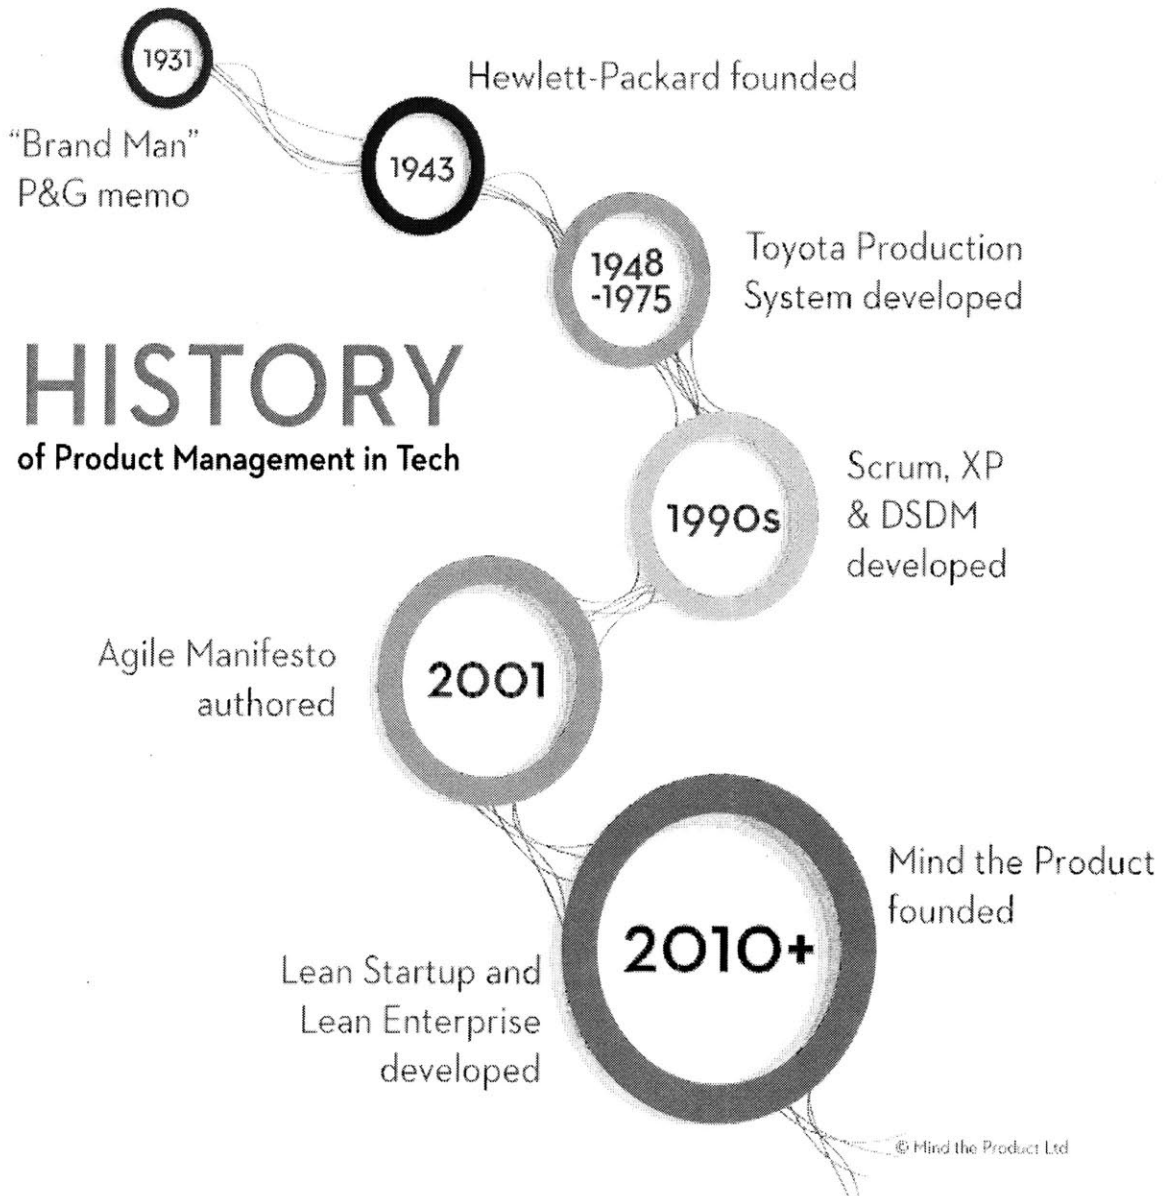 1931
"Brand Man"
P&G memo
Hewlett-Packard founded
1943
1948
-1975
Toyota Production
System developed
HISTORY
of Product Management in Tech
1990s
Scrum, XP
& DSDM
developed
Agile Manifesto
authored
2001
Mind the Product
founded
2010+
Lean Startup and
Lean Enterprise
developed
© Mind the Product Ltd